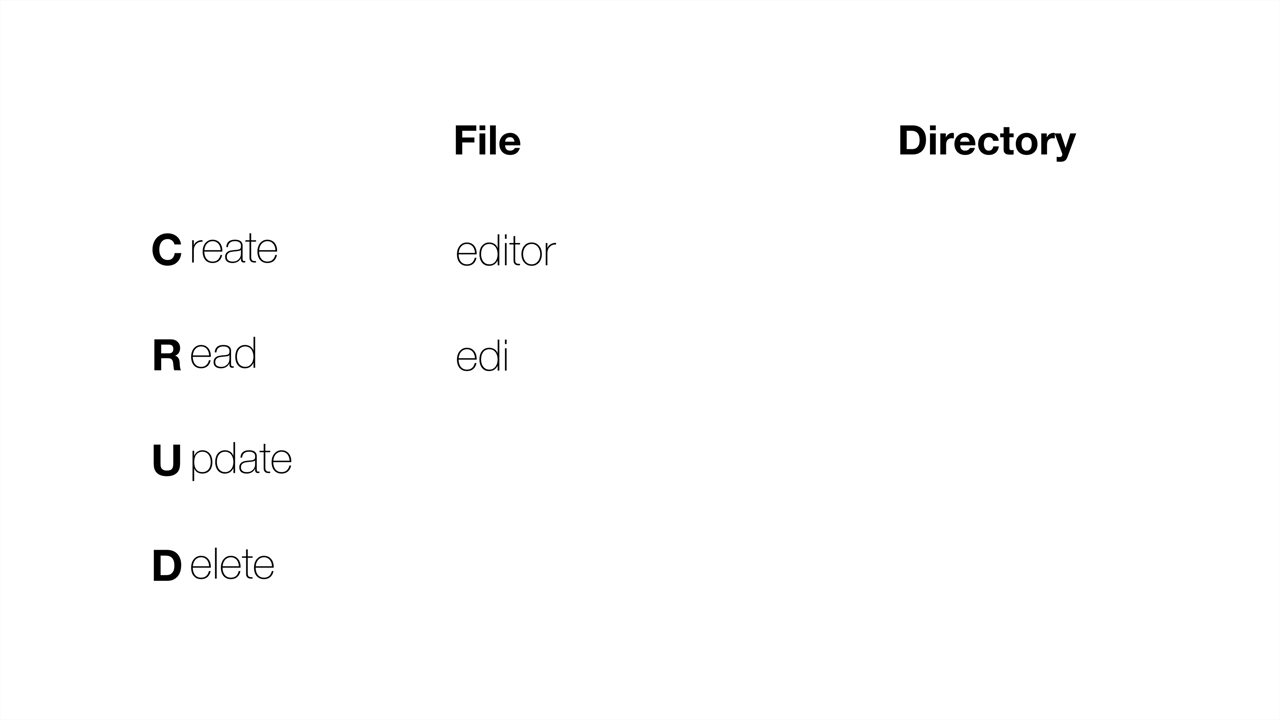 File Directory
Create editor
Read edi
Update
Delete